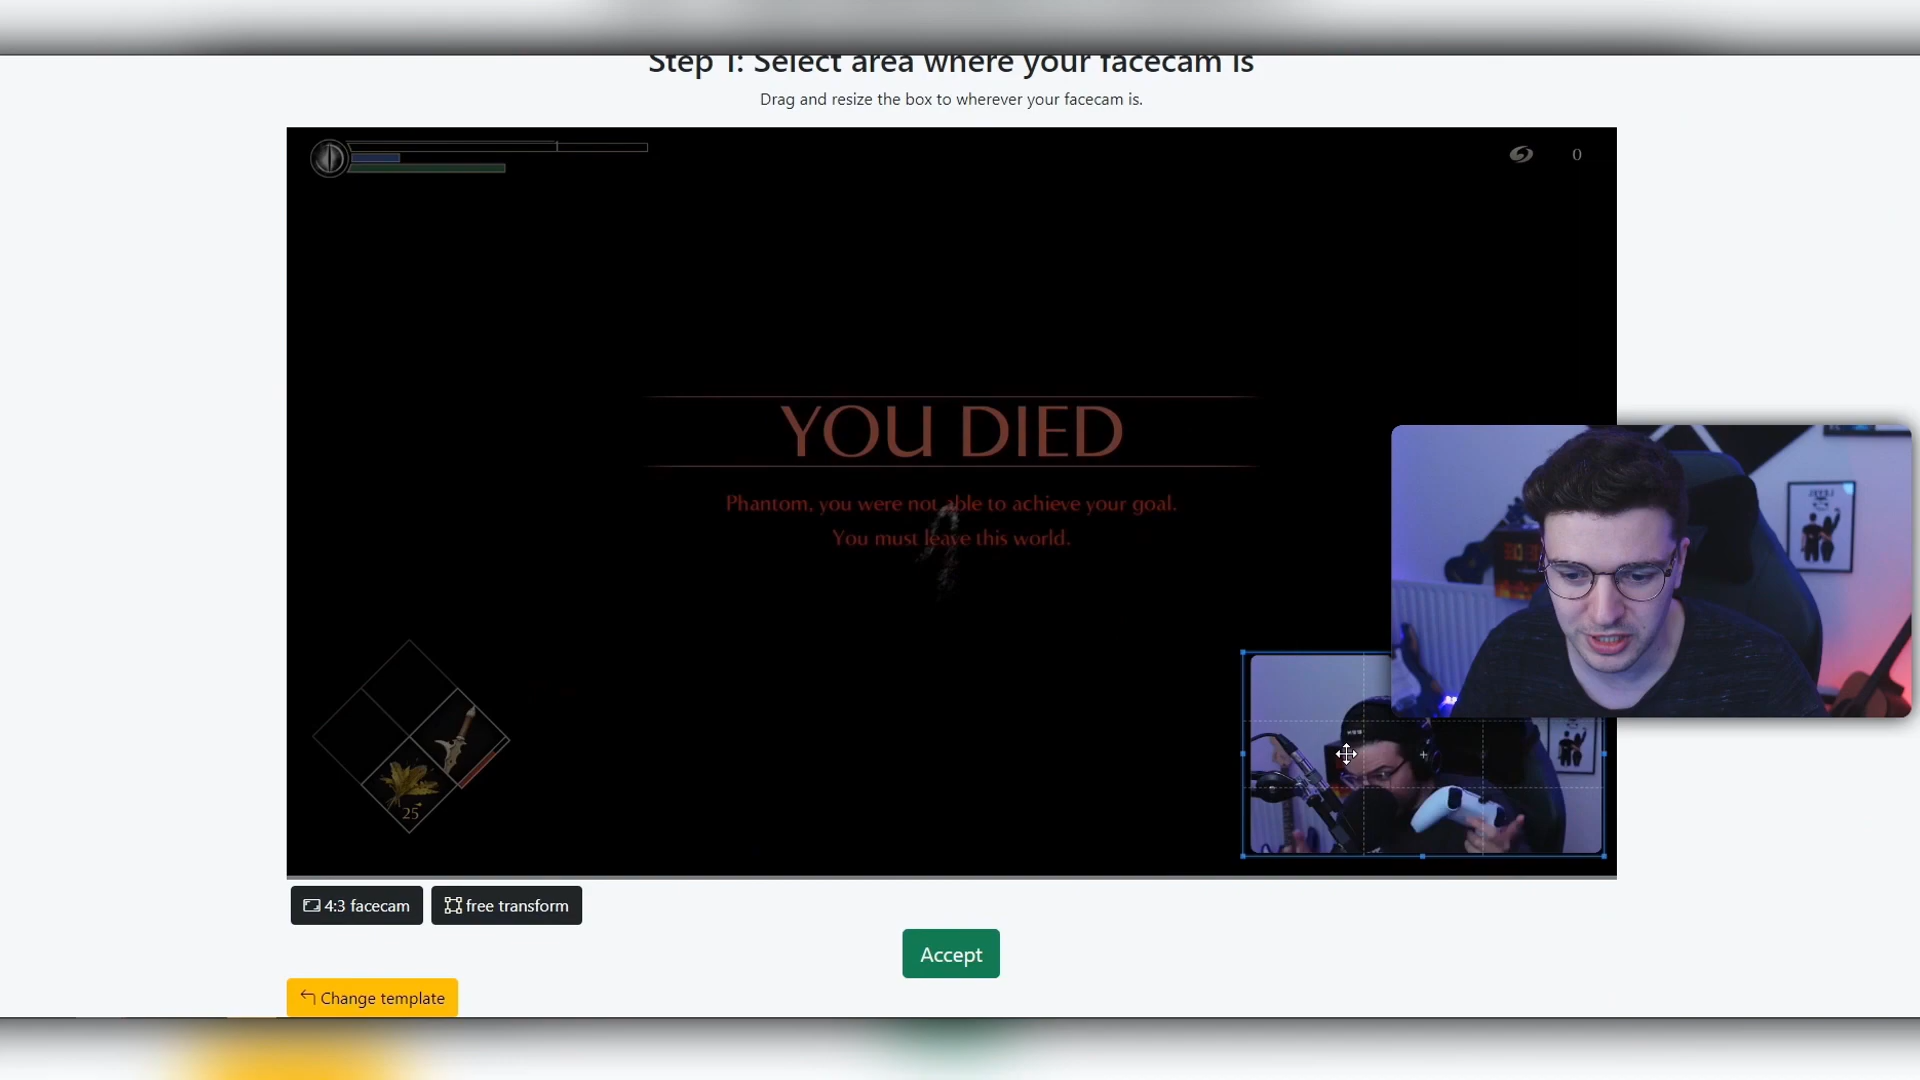 Step 1: Select area where your facecam is
Drag and resize the box to wherever your facecam is.
0
YOU DIED
Phantom, you were not able to achieve your goal.
You must leave this world.
25
4:3 facecam
free transform
Accept
Change template